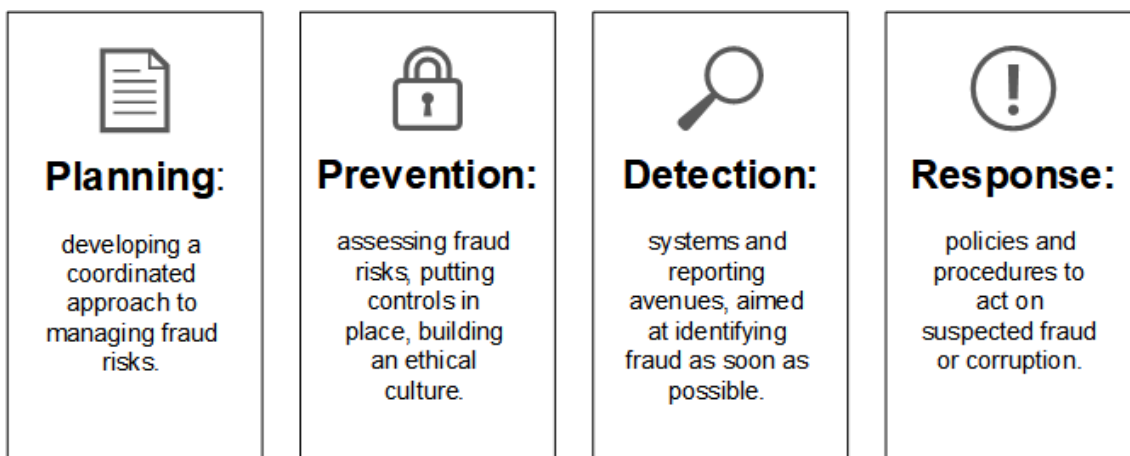 Planning:
developing a
coordinated
approach to
managing fraud
risks.
Prevention:
assessing fraud
risks, putting
controls in
place, building
an ethical
culture.
Detection:
systems and
reporting
avenues, aimed
at identifying
fraud as soon as
possible.
Response:
policies and
procedures to
act on
suspected fraud
or corruption.